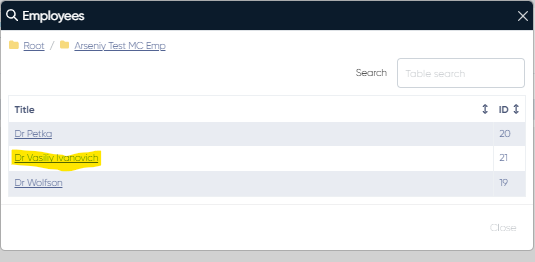 Employees
Root / Arseniy Test MC Emp
Search Table search
Title ID
Dr Petka 20
Dr Vasiliy Ivanovich 21
Dr Wolfson 19
Close